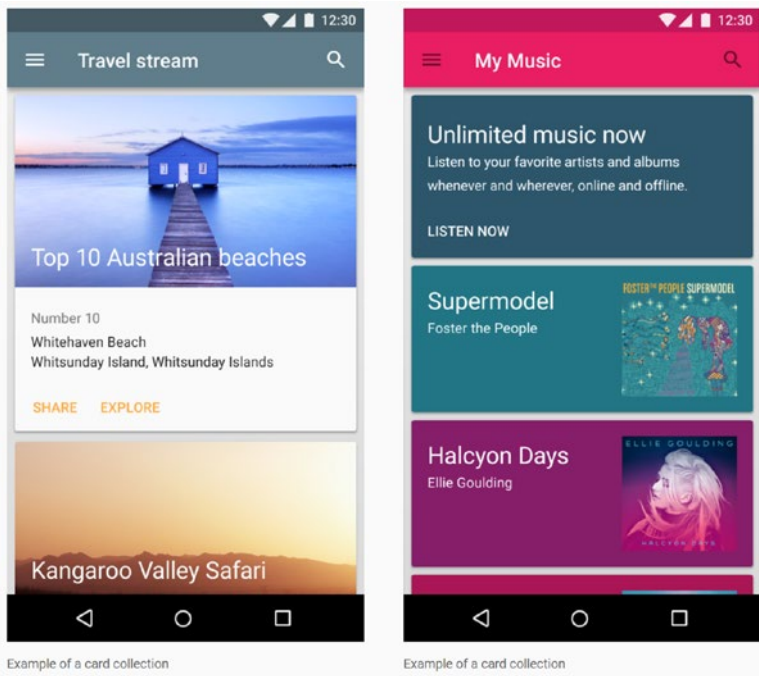 12:30
Travel stream
Top 10 Australian beaches
Number 10
Whitehaven Beach
Whitsunday Island, Whitsunday Islands
SHARE EXPLORE
Kangaroo Valley Safari
Example of a card collection
12:30
My Music
Unlimited music now
Listen to your favorite artists and albums
whenever and wherever, online and offline.
LISTEN NOW
Supermodel
Foster the People
FOSTER THE PEOPLE SUPERMODEL
Halcyon Days
Ellie Goulding
ELLIE GOULDING
HALCYON DAYS
Example of a card collection